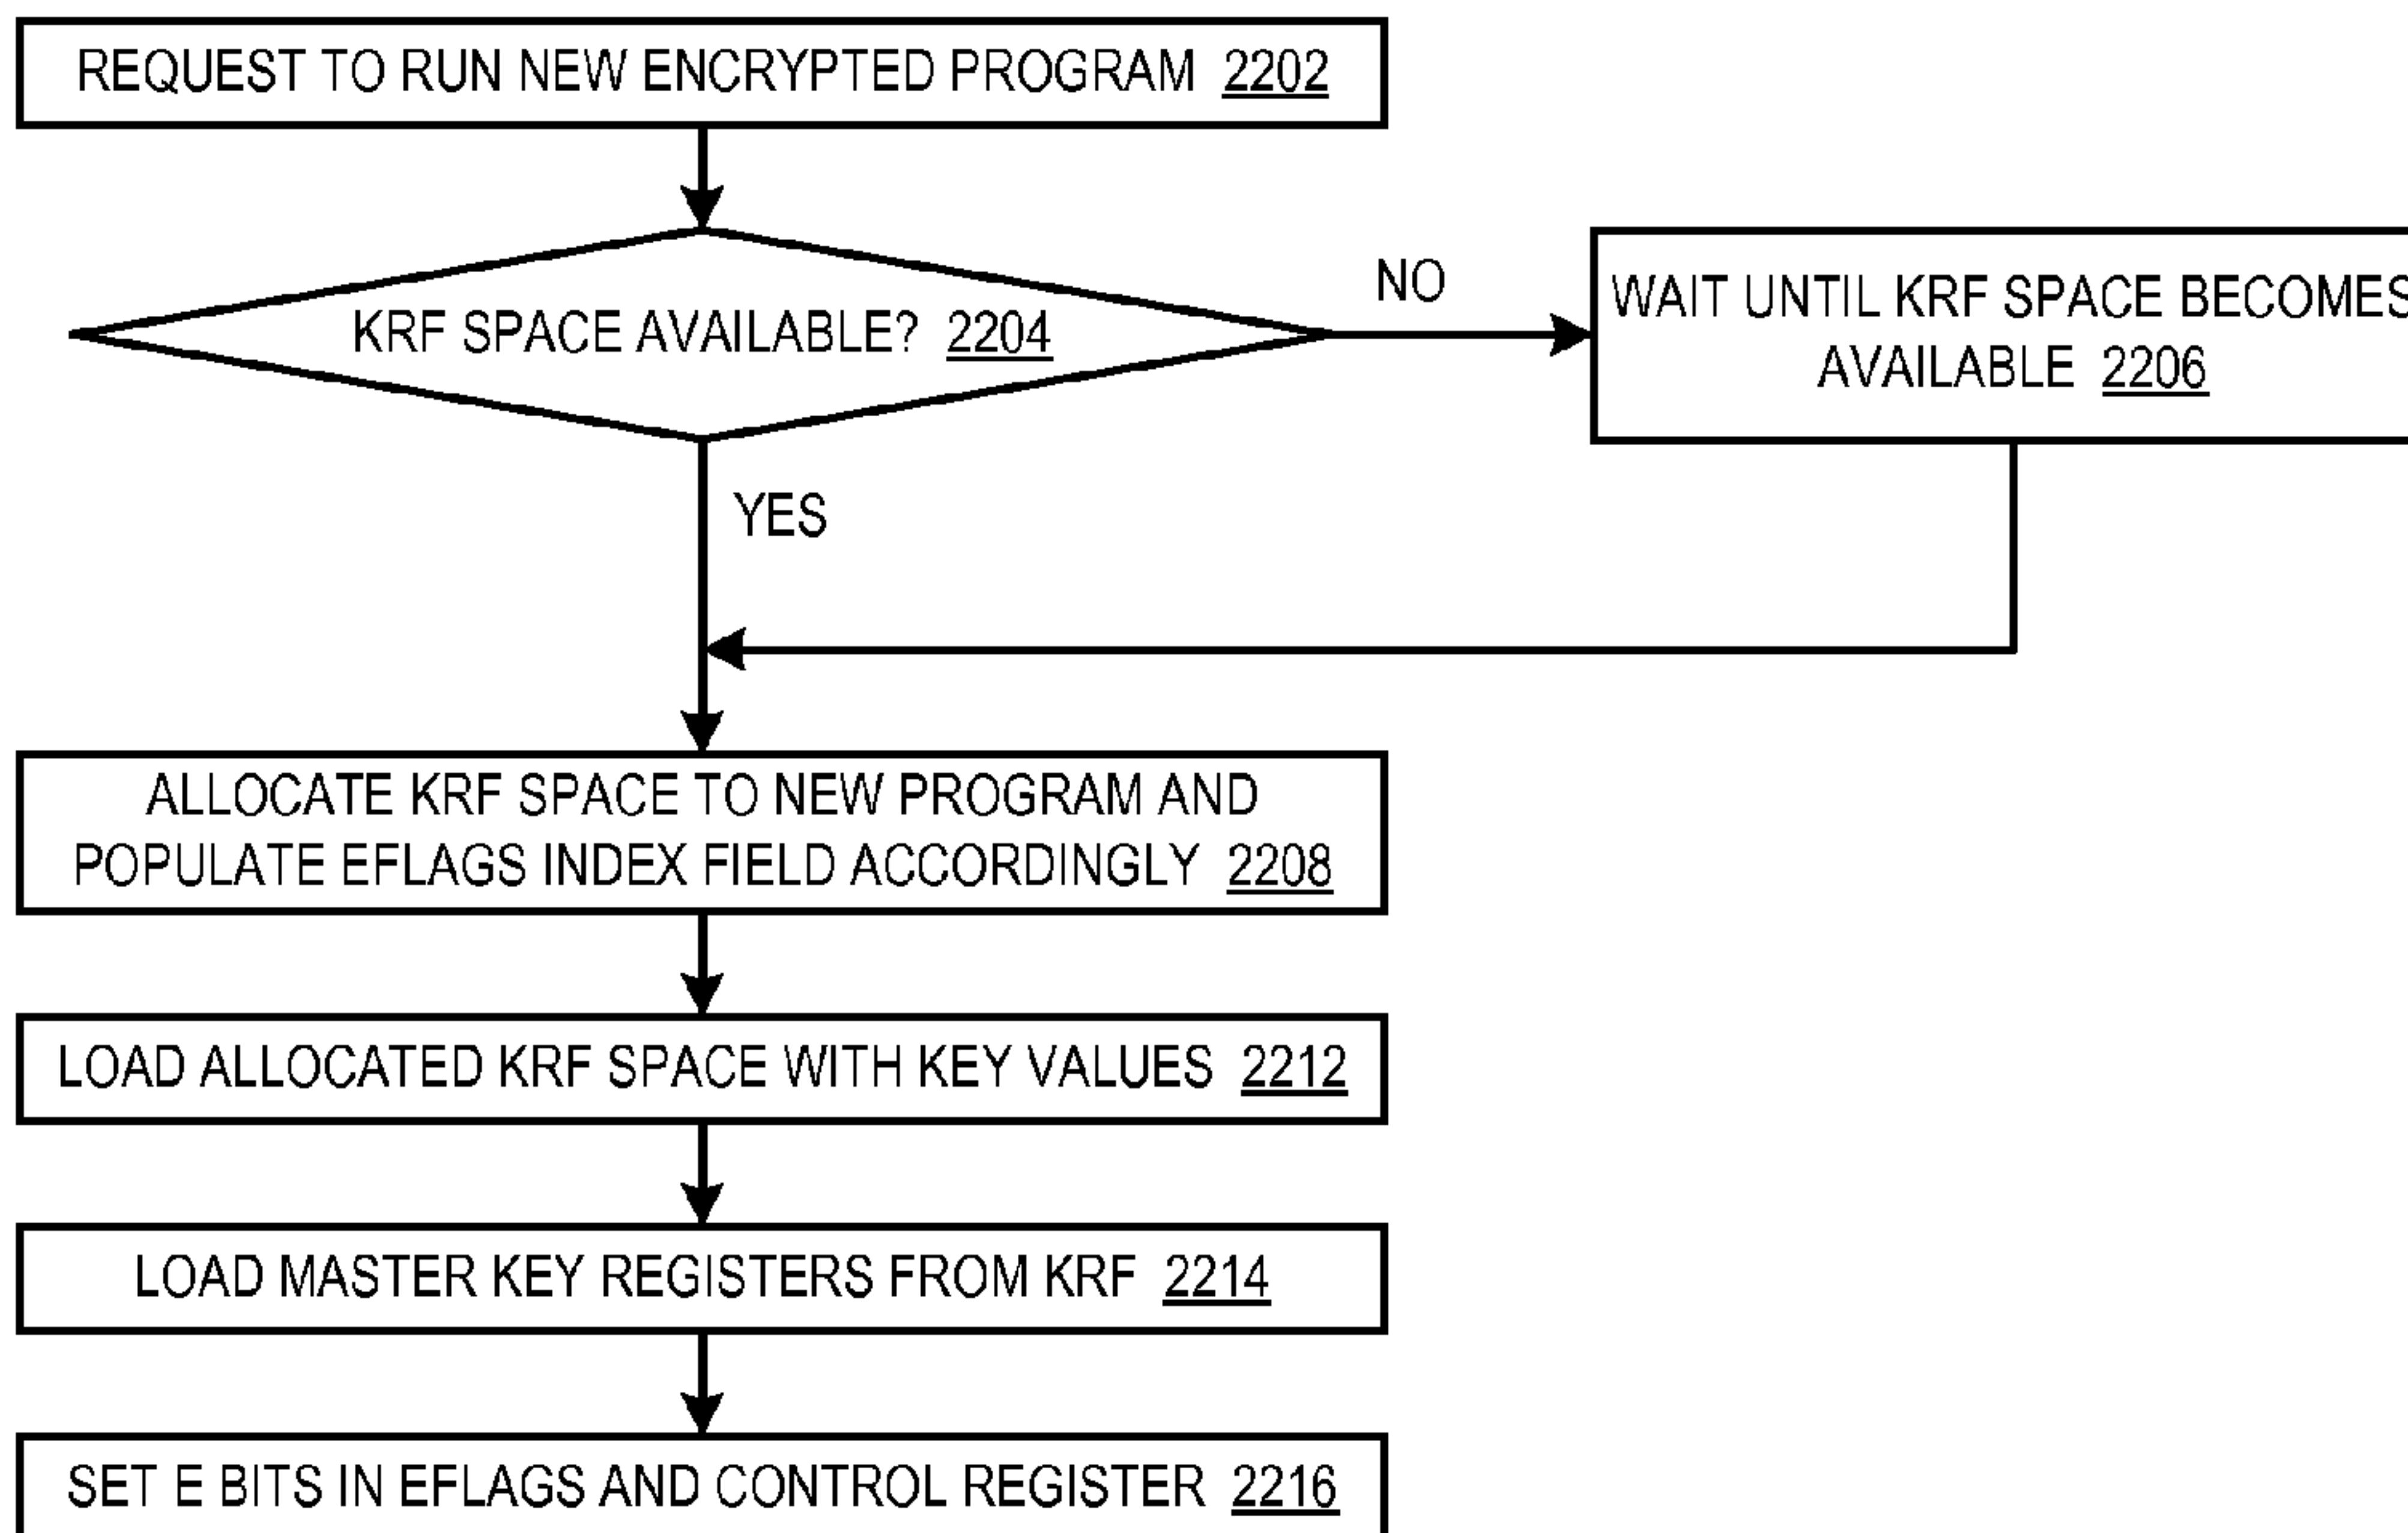 REQUEST TO RUN NEW ENCRYPTED PROGRAM 2202
KRF SPACE AVAILABLE? 2204
NO
WAIT UNTIL KRF SPACE BECOMES
AVAILABLE 2206
YES
ALLOCATE KRF SPACE TO NEW PROGRAM AND
POPULATE EFLAGS INDEX FIELD ACCORDINGLY 2208
LOAD ALLOCATED KRF SPACE WITH KEY VALUES 2212
LOAD MASTER KEY REGISTERS FROM KRF 2214
SET E BITS IN EFLAGS AND CONTROL REGISTER 2216